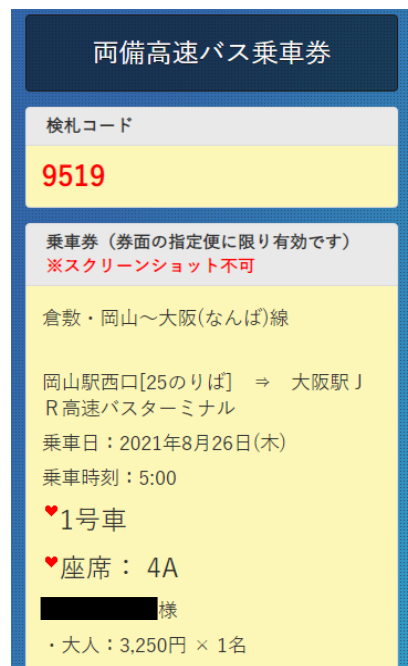 両備高速バス乗車券
検札コード
9519
乗車券（券面の指定便に限り有効です）
※スクリーンショット不可
倉敷・岡山～大阪(なんば)線
岡山駅西口[25のりば]　⇒　大阪駅Ｊ
Ｒ高速バスターミナル
乗車日：2021年8月26日(木)
乗車時刻：5:00
♥1号車
♥座席： 4A
様
・大人：3,250円 × 1名